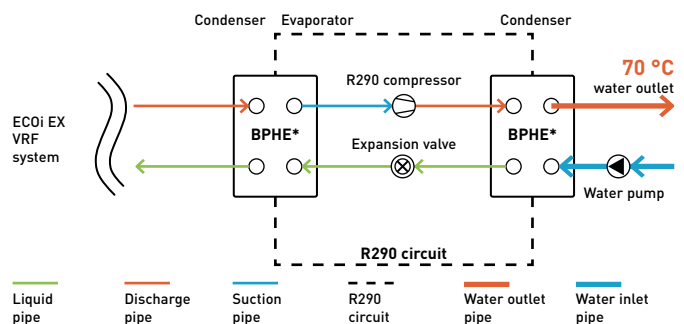 Condenser Evaporator Condenser
70 °C
water outlet
R290 compressor
ECOi EX
VRF
system
BPHE* BPHE*
Expansion valve
Water pump
R290 circuit
Liquid
pipe
Discharge
pipe
Suction
pipe
R290
circuit
Water outlet
pipe
Water inlet
pipe